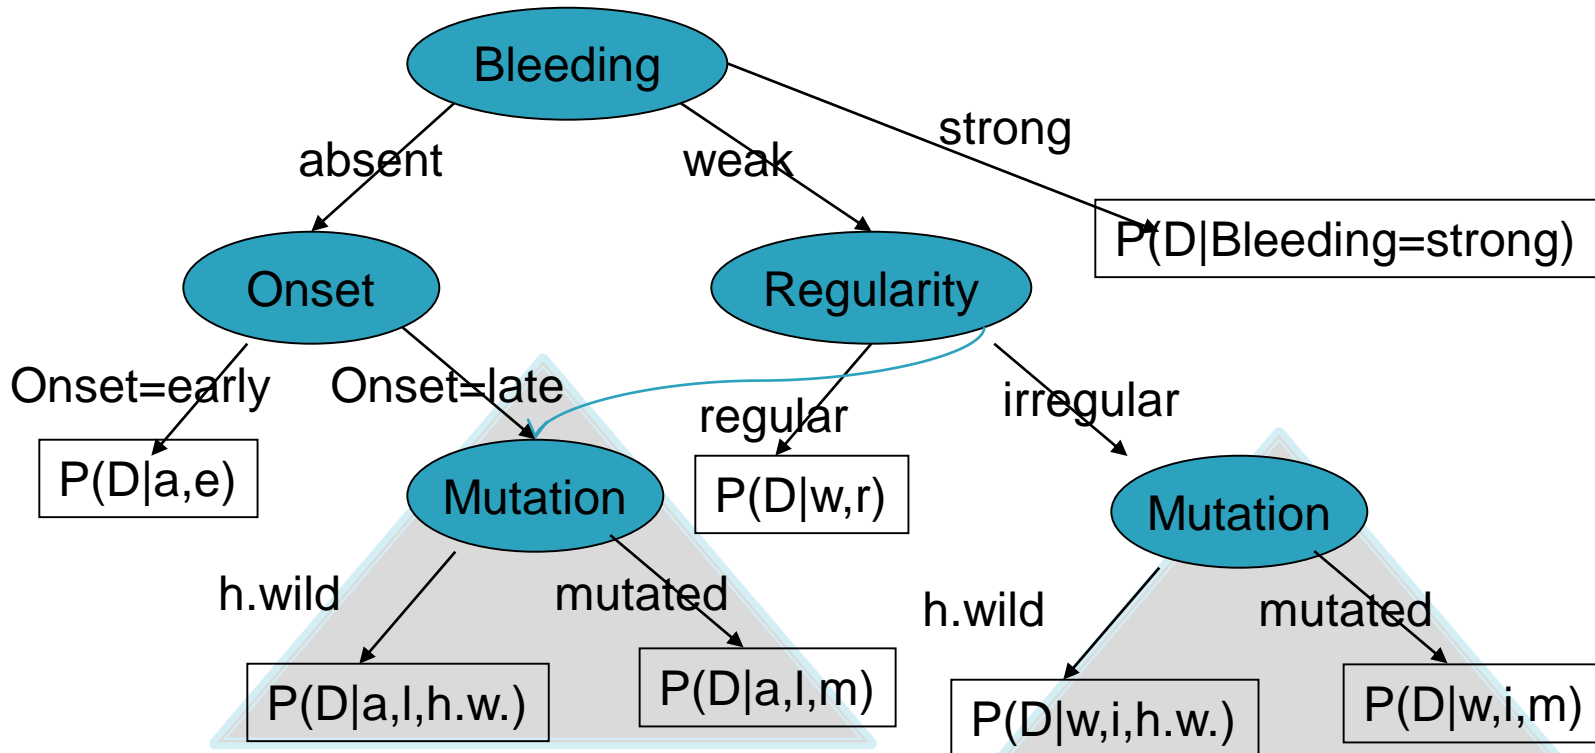 Bleeding
absent
weak
strong
P(D|Bleeding=strong)
Onset
Regularity
Onset=early
Onset=late
regular
irregular
P(D|a,e)
Mutation
P(D|w,r)
Mutation
h.wild
mutated
h.wild
mutated
P(D|a,l,h.w.)
P(D|a,l,m)
P(D|w,i,h.w.)
P(D|w,i,m)